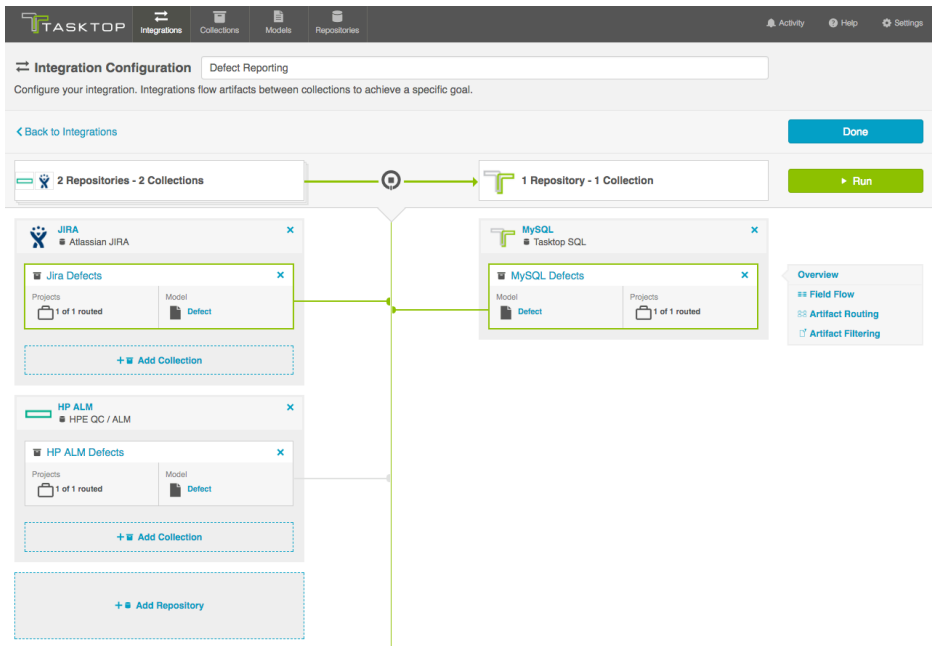 TASKTOP
Integrations
Collections
Models
Repositories
Activity
Help
Settings
Integration Configuration
Defect Reporting
Configure your integration. Integrations flow artifacts between collections to achieve a specific goal.
Back to Integrations
Done
2 Repositories - 2 Collections
1 Repository - 1 Collection
Run
JIRA
Atlassian JIRA
Jira Defects
Projects
1 of 1 routed
Model
Defect
+ Add Collection
HP ALM
HPE QC / ALM
HP ALM Defects
Projects
1 of 1 routed
Model
Defect
+ Add Collection
+ Add Repository
MySQL
Tasktop SQL
MySQL Defects
Model
Defect
Projects
1 of 1 routed
Overview
Field Flow
Artifact Routing
Artifact Filtering